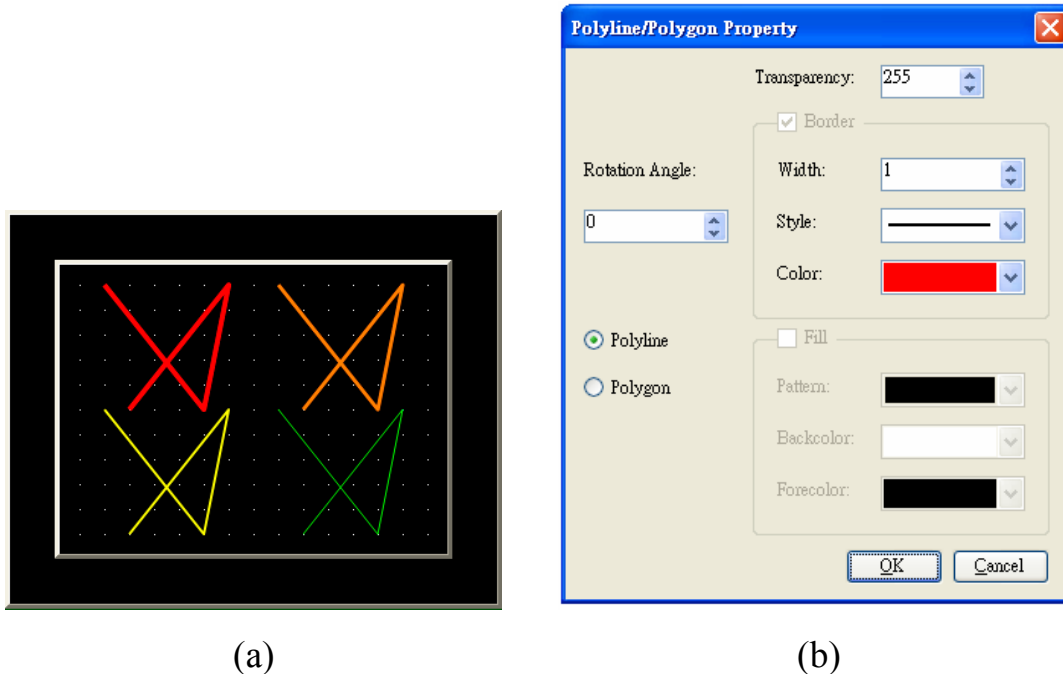 Polyline/Polygon Property
Transparency: 255
Border
Rotation Angle:
Width: 1
0
Style:
Color:
Polyline
Fill
Polygon
Pattern:
Backcolor:
Forecolor:
OK Cancel
(a) (b)